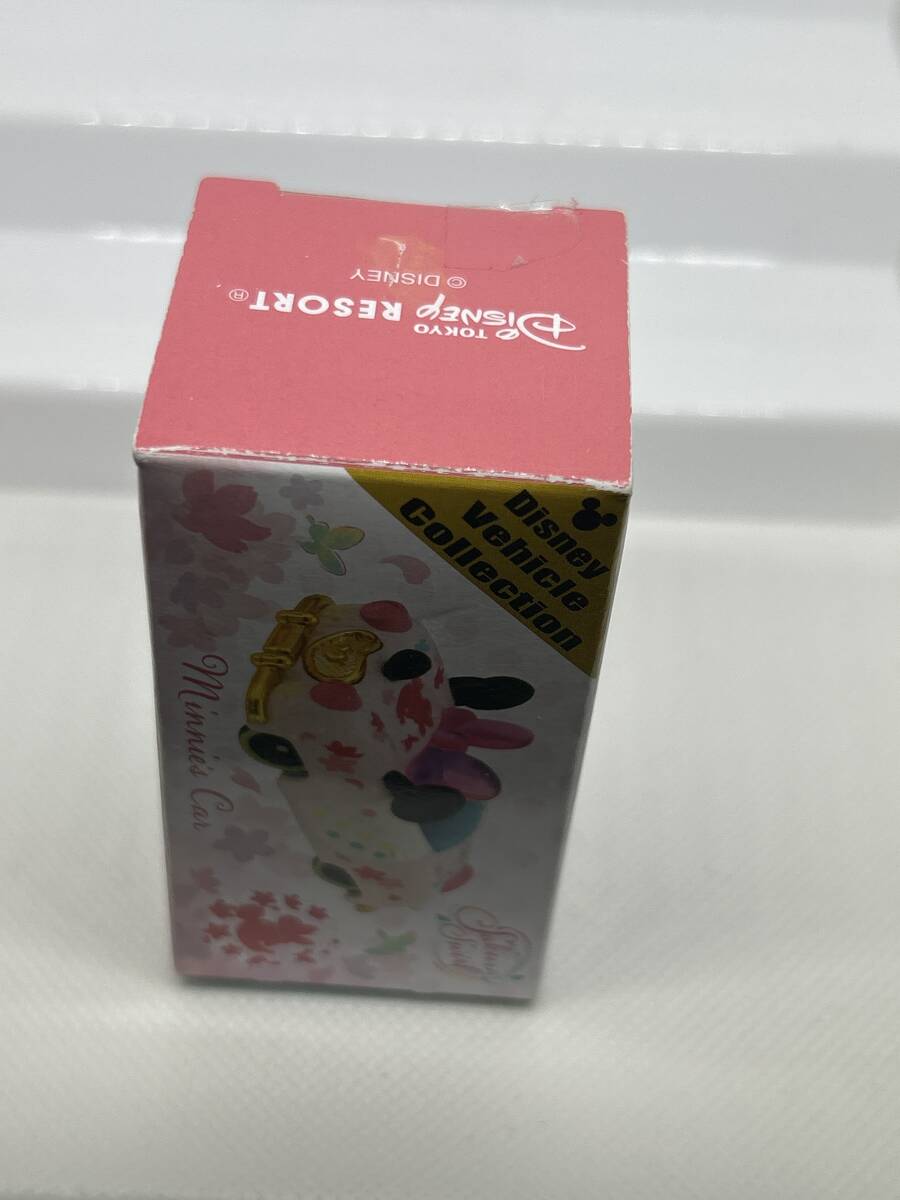 TOKYO
DISNEY RESORT®
© DISNEY
Disney
Vehicle
Collection
Minnie's Car